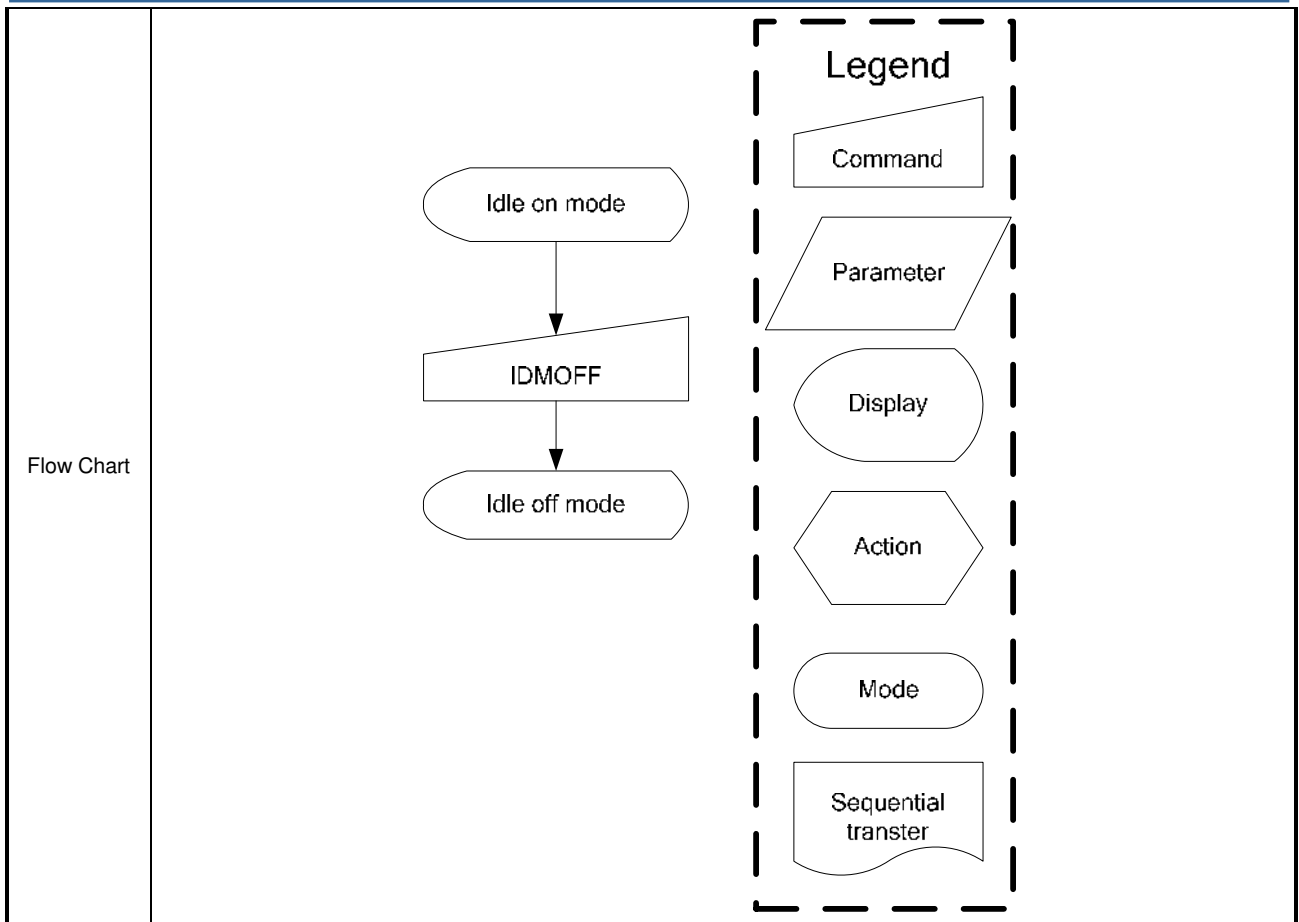 Flow Chart
Idle on mode
IDMOFF
Idle off mode
Legend
Command
Parameter
Display
Action
Mode
Sequential
transter